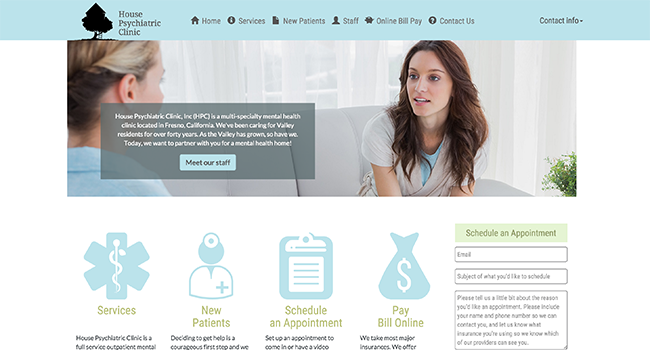 House
Psychiatric
Clinic
Home Services New Patients Staff Online Bill Pay Contact Us Contact Info
House Psychiatric Clinic, Inc (HPC) is a multi-specialty mental health
clinic located in Fresno, California. We've been caring for Valley
residents for over forty years. As the Valley has grown, so have we.
Today, we want to partner with you for a mental health home!
Meet our staff
Services
House Psychiatric Clinic is a
full service outpatient mental
New
Patients
Deciding to get help is a
courageous first step and we
Schedule
an Appointment
Set up an appointment to
come in or have a video
$
Pay
Bill Online
We take most major
insurances. We offer
Schedule an Appointment
Email
Subject of what you'd like to schedule
Please tell us a little bit about the reason
you'd like an appointment. Please include
your name and phone number so we can
contact you, and let us know what
insurance you're using so we know which
of our providers can see you.